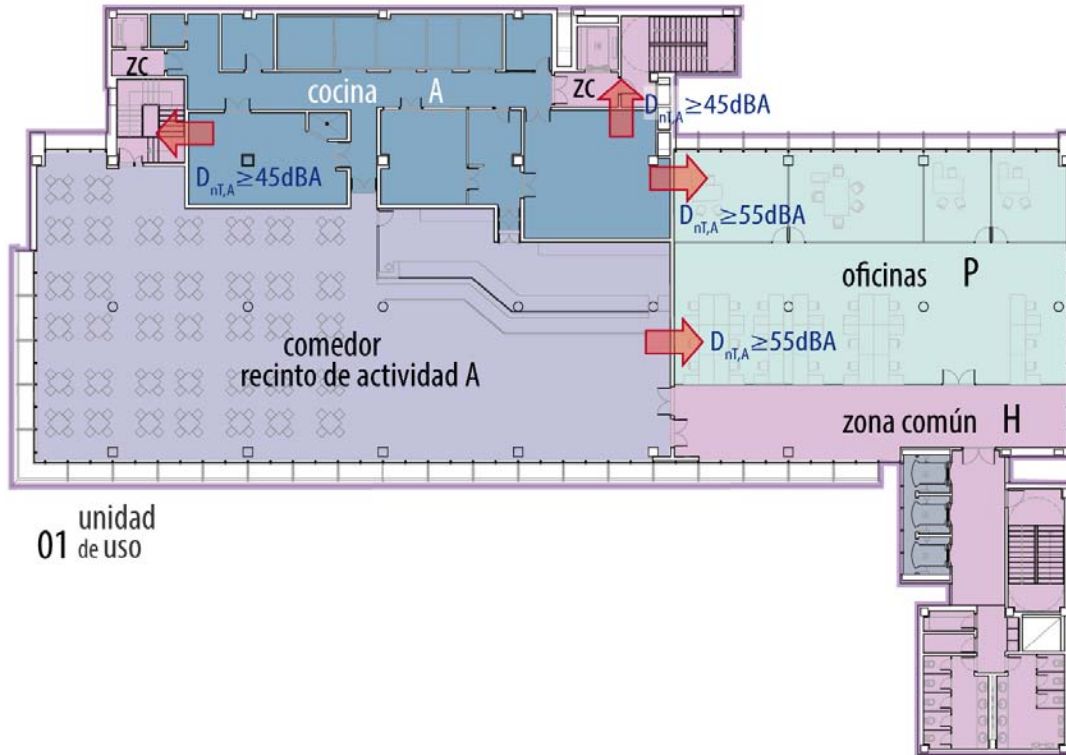 zc
cocina A
zc
D_nT,A ≥45dBA
D_nT,A ≥45dBA
D_nT,A ≥55dBA
oficinas P
D_nT,A ≥55dBA
comedor
recinto de actividad A
zona común H
01 unidad
de uso